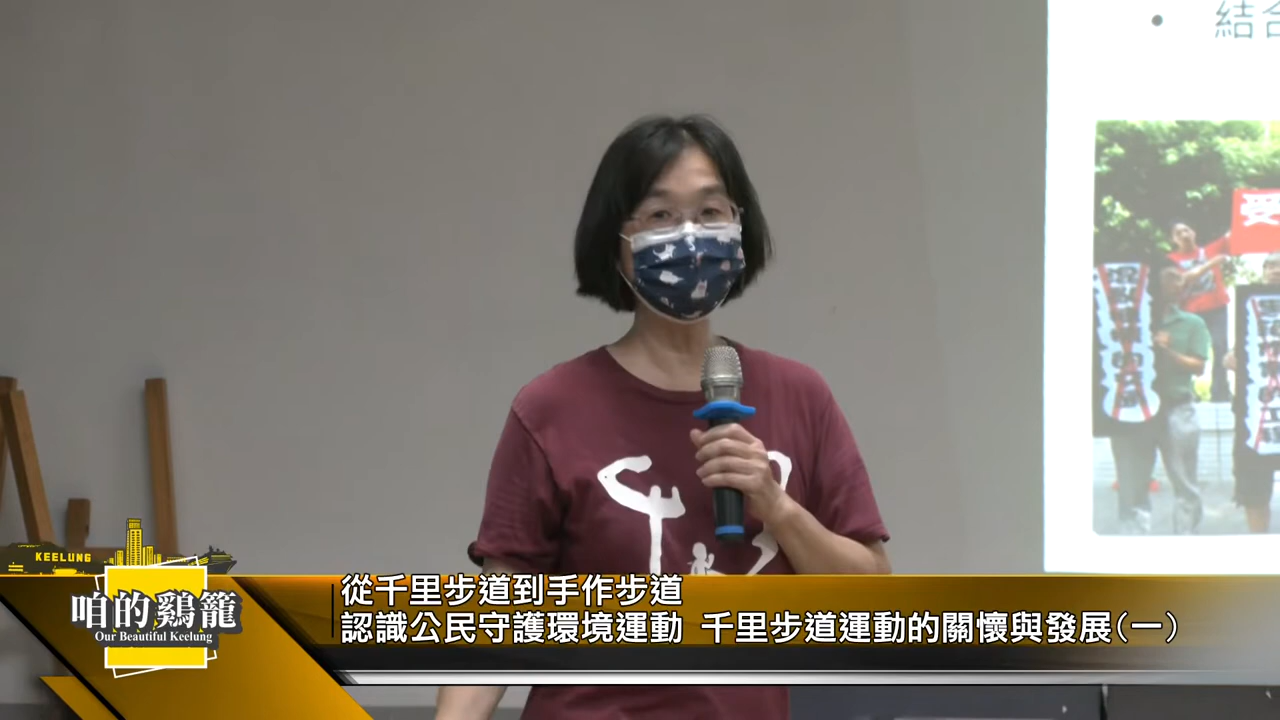 結合
受
KEELUNG
咱的鷄籠
Our Beautiful Keelung
從千里步道到手作步道
認識公民守護環境運動 千里步道運動的關懷與發展(一)